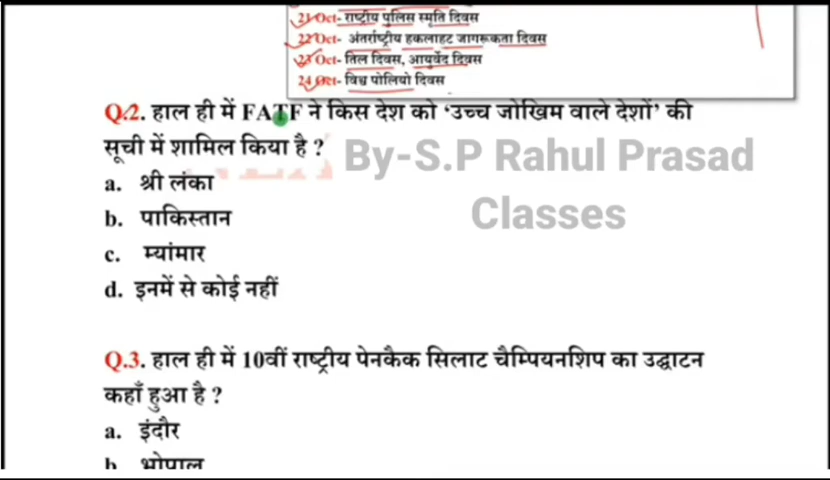 21 Oct- राष्ट्रीय पुलिस स्मृति दिवस
22 Oct- अंतर्राष्ट्रीय हकलाहट जागरूकता दिवस
23 Oct- तिल दिवस, आयुर्वेद दिवस
24 Oct- विश्व पोलियो दिवस
Q.2. हाल ही में FATF ने किस देश को ‘उच्च जोखिम वाले देशों’ की
सूची में शामिल किया है ?
By-S.P Rahul Prasad
Classes
a. श्री लंका
b. पाकिस्तान
c. म्यांमार
d. इनमें से कोई नहीं
Q.3. हाल ही में 10वीं राष्ट्रीय पेनकैक सिलाट चैम्पियनशिप का उद्घाटन
कहाँ हुआ है ?
a. इंदौर
b भोपाल